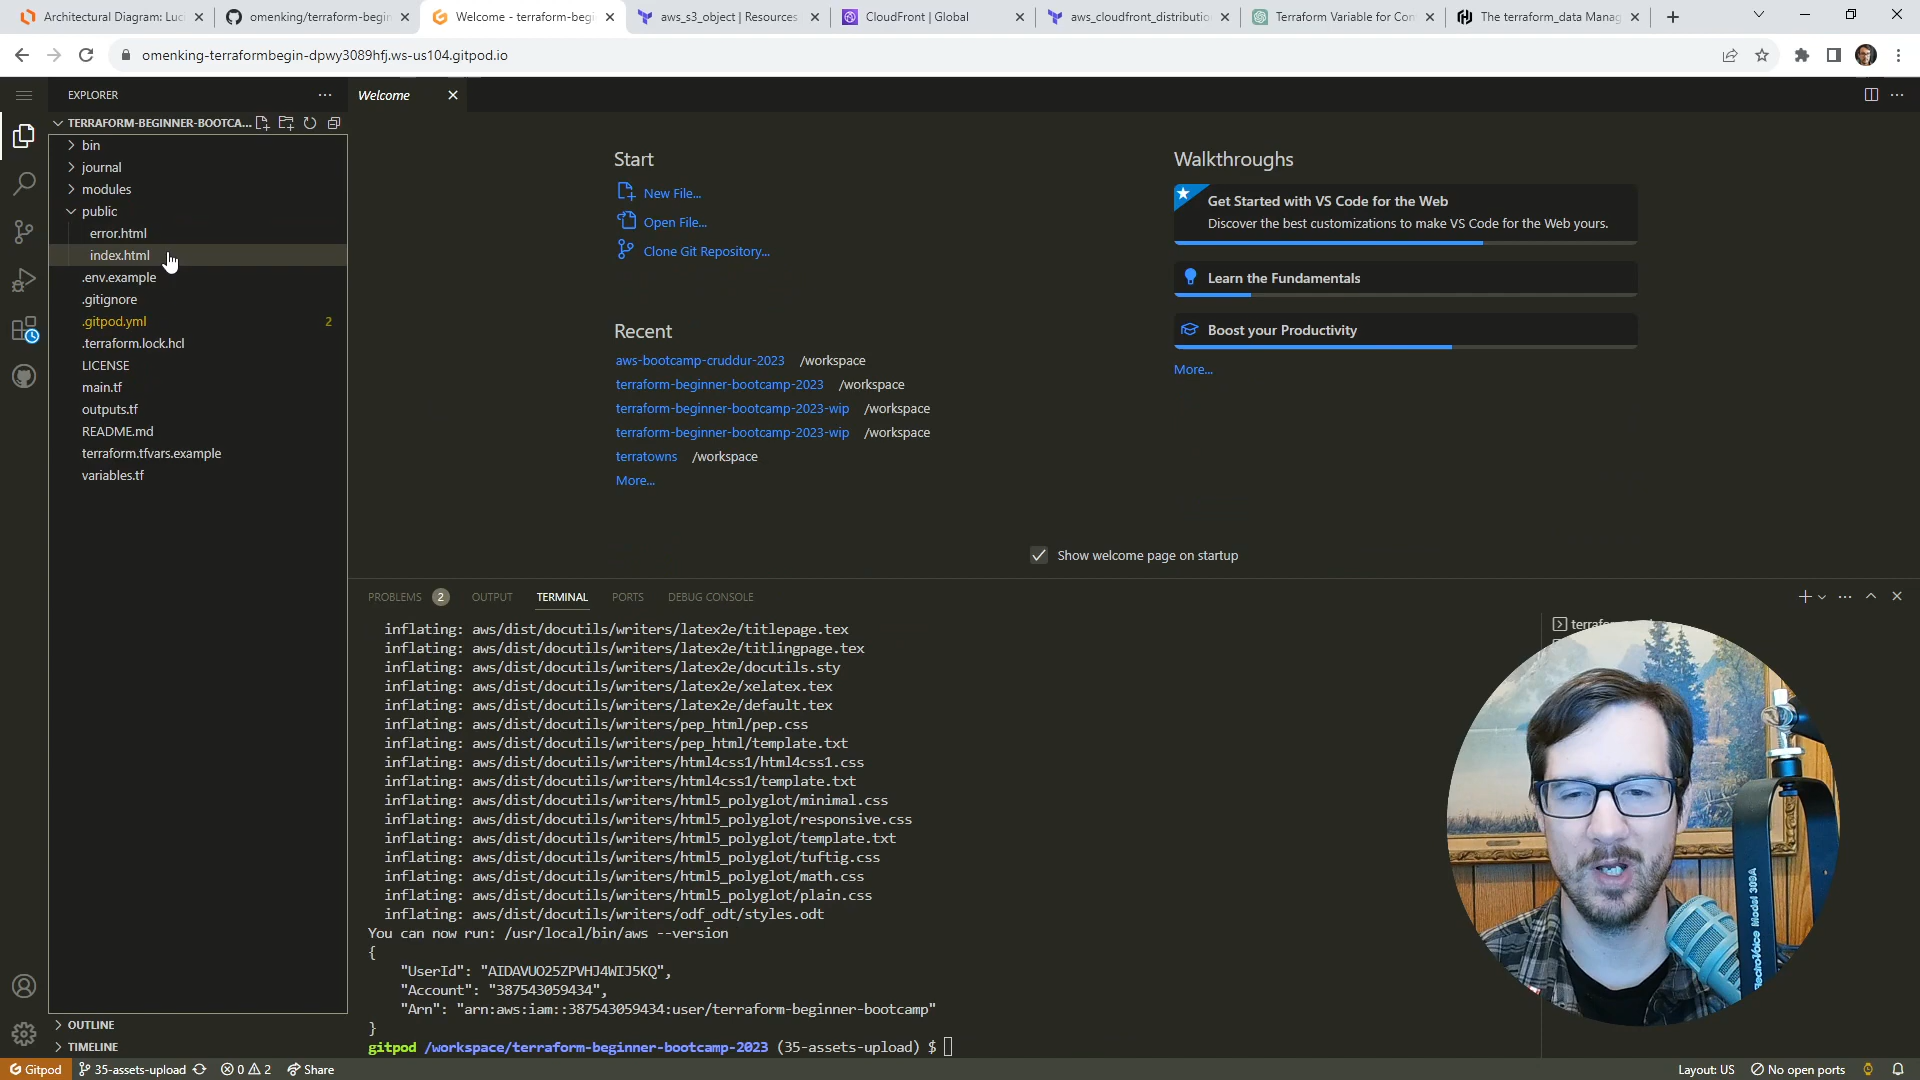 Architectural Diagram: Luc
omenking/terraform-begin
Welcome - terraform-begi
aws_s3_object | Resources
CloudFront | Global
aws_cloudfront_distributio
Terraform Variable for Con
The terraform_data Manag
omenking-terraformbegin-dpwy3089hfj.ws-us104.gitpod.io
EXPLORER
Welcome
TERRAFORM-BEGINNER-BOOTCA...
bin
journal
modules
public
error.html
index.html
.env.example
.gitignore
.gitpod.yml 2
.terraform.lock.hcl
LICENSE
main.tf
outputs.tf
README.md
terraform.tfvars.example
variables.tf
OUTLINE
TIMELINE
Start
New File...
Open File...
Clone Git Repository...
Recent
aws-bootcamp-cruddur-2023 /workspace
terraform-beginner-bootcamp-2023 /workspace
terraform-beginner-bootcamp-2023-wip /workspace
terraform-beginner-bootcamp-2023-wip /workspace
terratowns /workspace
More...
Walkthroughs
Get Started with VS Code for the Web
Discover the best customizations to make VS Code for the Web yours.
Learn the Fundamentals
Boost your Productivity
More...
Show welcome page on startup
PROBLEMS 2 OUTPUT TERMINAL PORTS DEBUG CONSOLE
inflating: aws/dist/docutils/writers/latex2e/titlepage.tex
inflating: aws/dist/docutils/writers/latex2e/titlingpage.tex
inflating: aws/dist/docutils/writers/latex2e/docutils.sty
inflating: aws/dist/docutils/writers/latex2e/xelatex.tex
inflating: aws/dist/docutils/writers/latex2e/default.tex
inflating: aws/dist/docutils/writers/pep_html/pep.css
inflating: aws/dist/docutils/writers/pep_html/template.txt
inflating: aws/dist/docutils/writers/html4css1/html4css1.css
inflating: aws/dist/docutils/writers/html4css1/template.txt
inflating: aws/dist/docutils/writers/html5_polyglot/minimal.css
inflating: aws/dist/docutils/writers/html5_polyglot/responsive.css
inflating: aws/dist/docutils/writers/html5_polyglot/template.txt
inflating: aws/dist/docutils/writers/html5_polyglot/tuftig.css
inflating: aws/dist/docutils/writers/html5_polyglot/math.css
inflating: aws/dist/docutils/writers/html5_polyglot/plain.css
inflating: aws/dist/docutils/writers/odf_odt/styles.odt
You can now run: /usr/local/bin/aws --version
{
"UserId": "AIDAVUO25ZPVHJ4WIJ5KQ",
"Account": "387543059434",
"Arn": "arn:aws:iam::387543059434:user/terraform-beginner-bootcamp"
}
gitpod /workspace/terraform-beginner-bootcamp-2023 (35-assets-upload) $
ElectroVoice Model 309A
Gitpod 35-assets-upload 0 2 Share
Layout: US No open ports